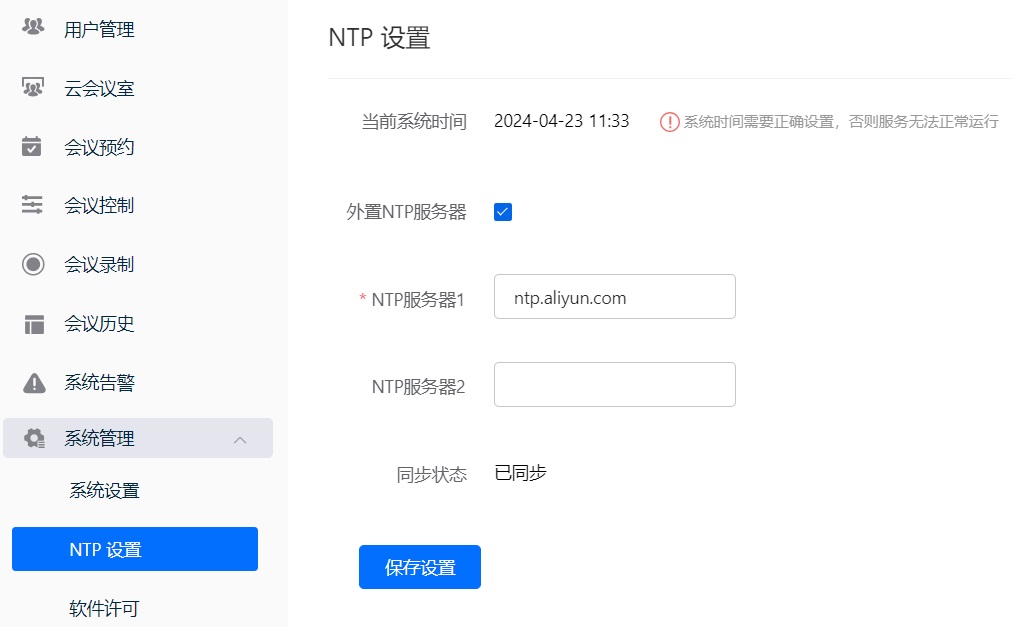 用户管理
云会议室
会议预约
会议控制
会议录制
会议历史
系统告警
系统管理
系统设置
NTP 设置
软件许可
NTP 设置
当前系统时间 2024-04-23 11:33 系统时间需要正确设置，否则服务无法正常运行
外置NTP服务器
* NTP服务器1 ntp.aliyun.com
NTP服务器2
同步状态 已同步
保存设置